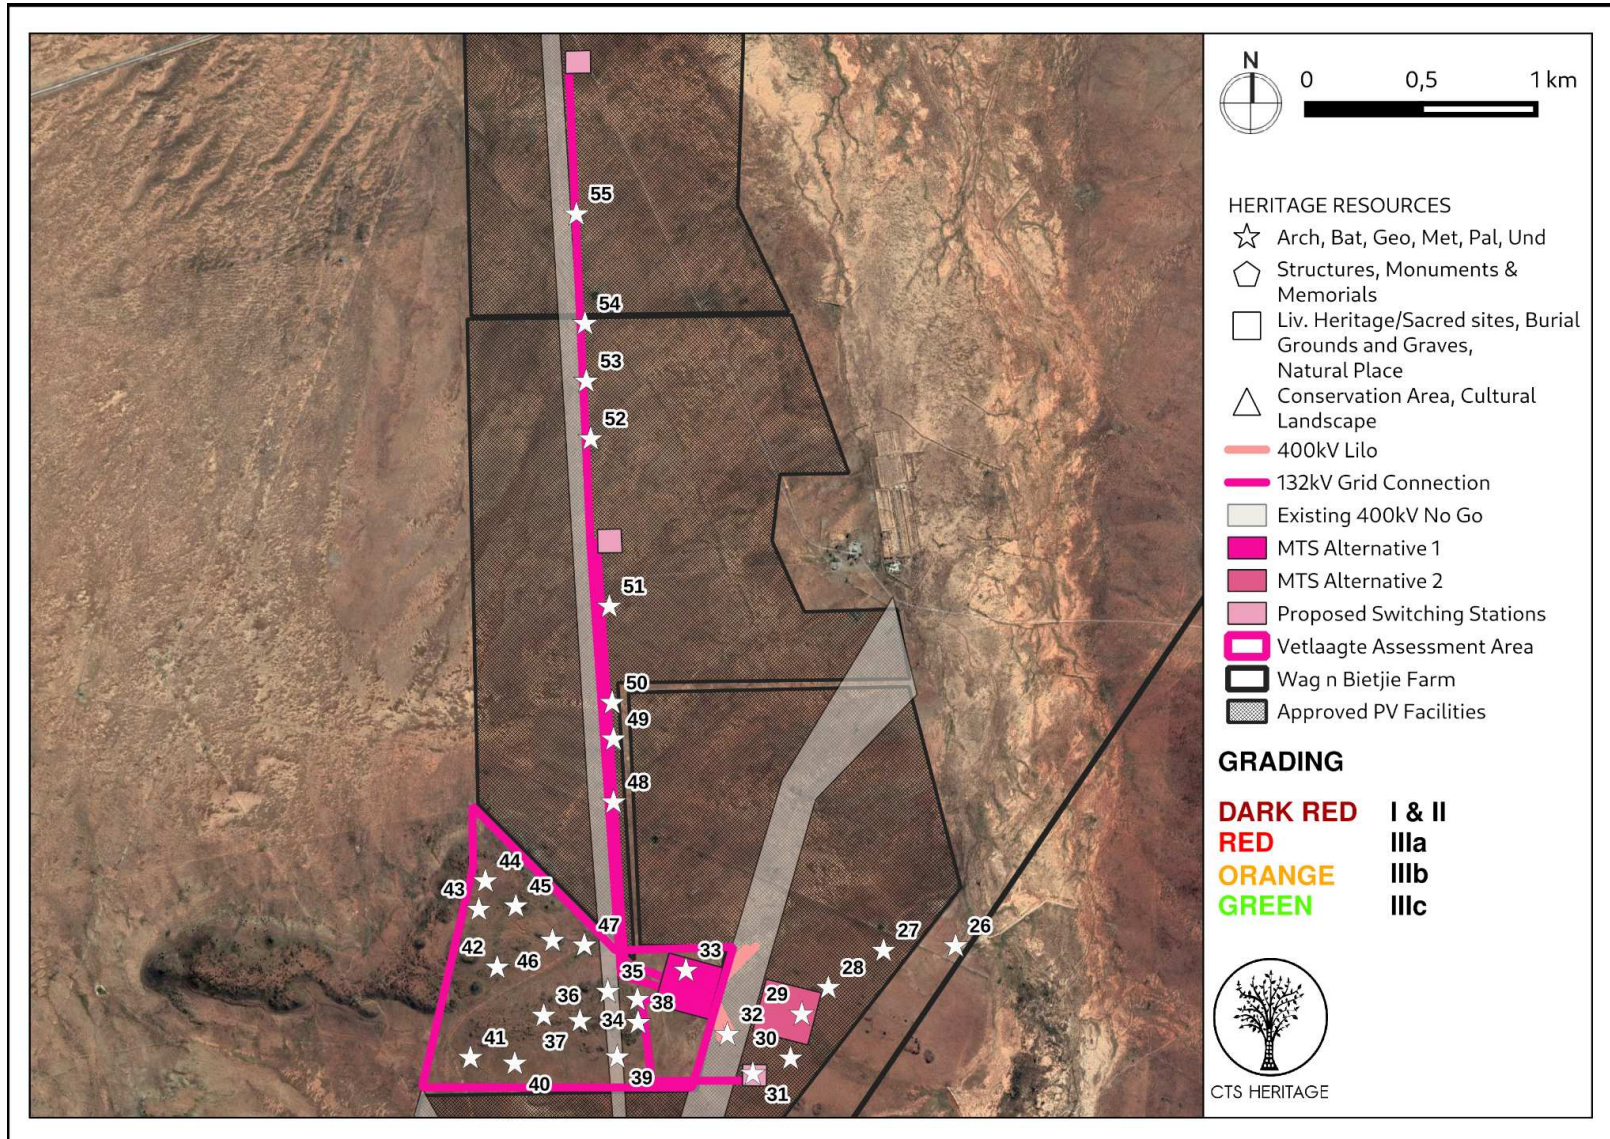 N
0 0,5 1 km
HERITAGE RESOURCES
Arch, Bat, Geo, Met, Pal, Und
Structures, Monuments &
Memorials
Liv. Heritage/Sacred sites, Burial
Grounds and Graves,
Natural Place
Conservation Area, Cultural
Landscape
400kV Lilo
132kV Grid Connection
Existing 400kV No Go
MTS Alternative 1
MTS Alternative 2
Proposed Switching Stations
Vetlaagte Assessment Area
Wag n Bietjie Farm
Approved PV Facilities
GRADING
DARK RED I & II
RED IIIa
ORANGE IIIb
GREEN IIIc
CTS HERITAGE
55
54
53
52
51
50
49
48
44
43
45
47
26
27
42
46
33
35
28
36
38
29
34
32
37
30
41
39
40
31